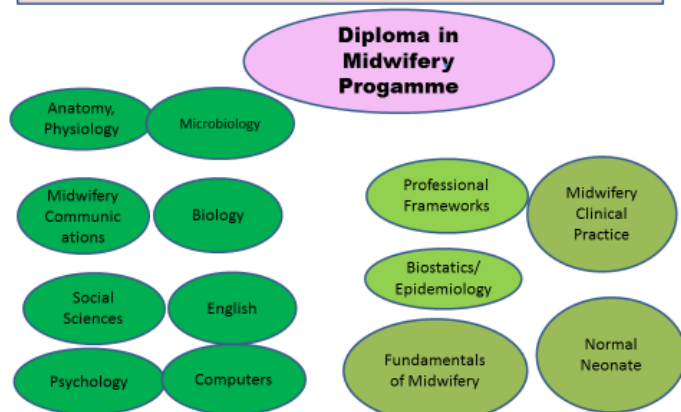 Diploma in
Midwifery
Progamme
Anatomy,
Physiology
Microbiology
Midwifery
Communic
ations
Biology
Social
Sciences
English
Psychology
Computers
Professional
Frameworks
Midwifery
Clinical
Practice
Biostatics/
Epidemiology
Fundamentals
of Midwifery
Normal
Neonate